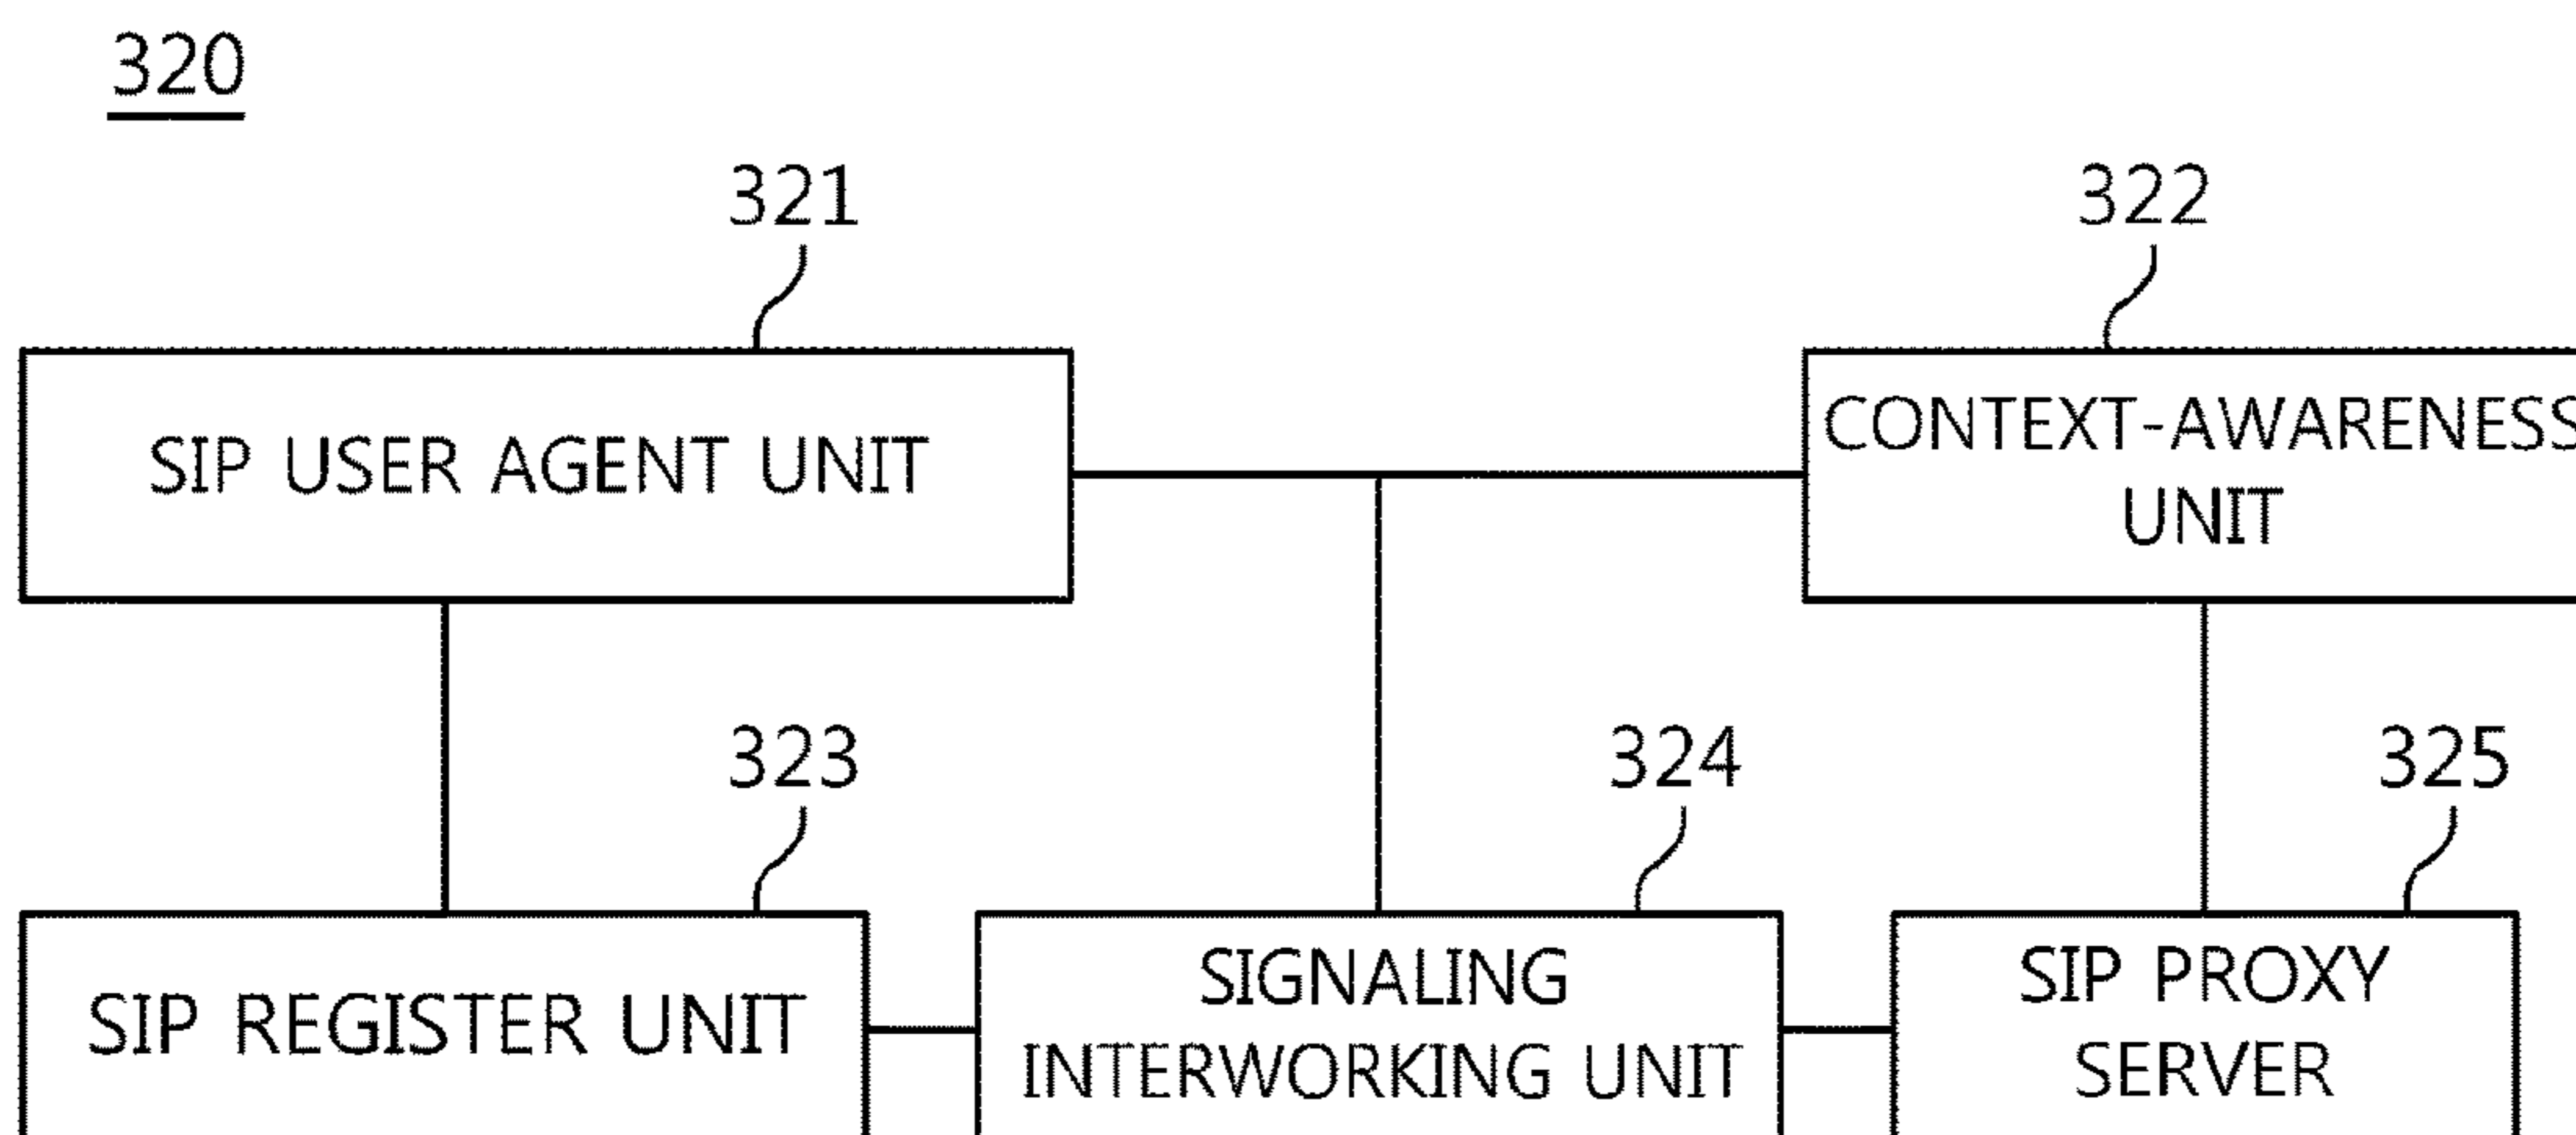 320
321
322
SIP USER AGENT UNIT
CONTEXT-AWARENESS
UNIT
323
324
325
SIP REGISTER UNIT
SIGNALING
INTERWORKING UNIT
SIP PROXY
SERVER